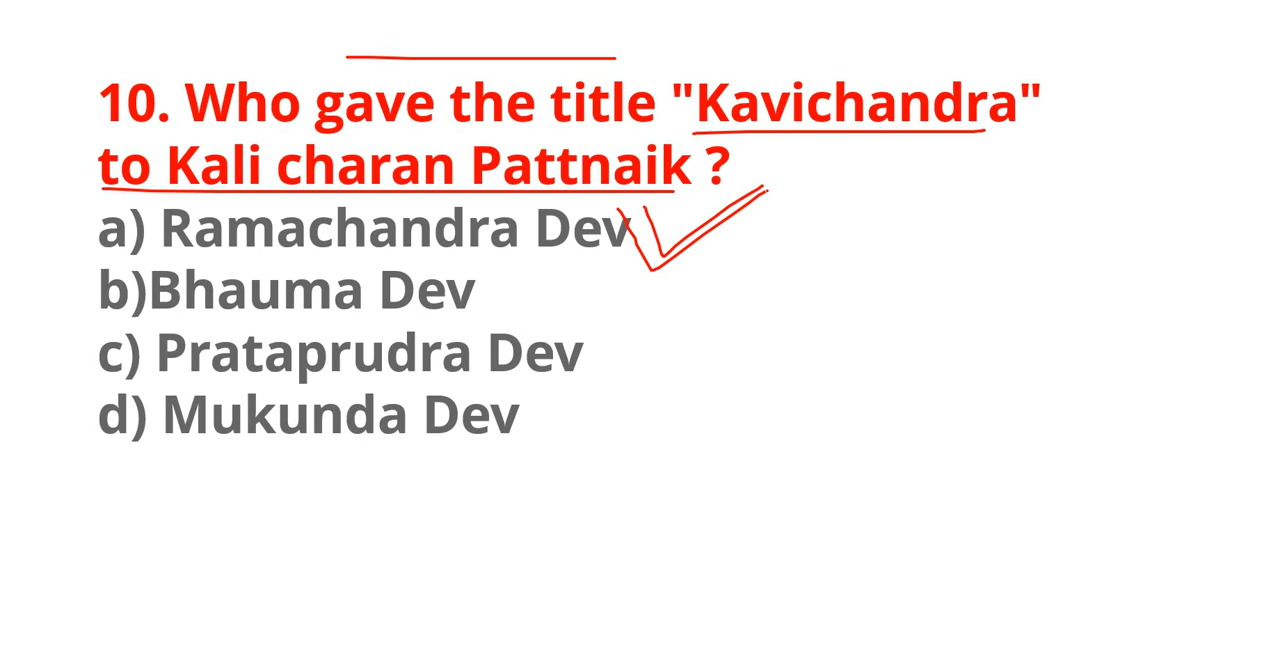 10. Who gave the title "Kavichandra"
to Kali charan Pattnaik ?
a) Ramachandra Dev
b)Bhauma Dev
c) Prataprudra Dev
d) Mukunda Dev